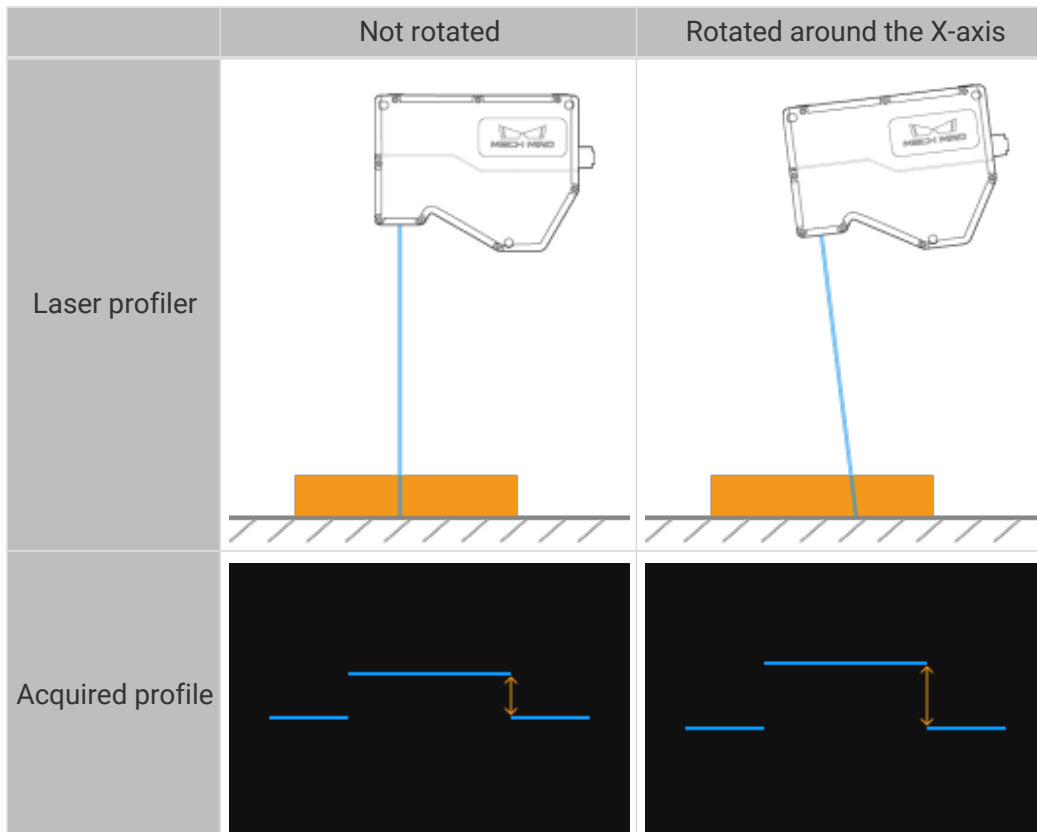 Not rotated
Rotated around the X-axis
Laser profiler
MECH MIND
MECH MIND
Acquired profile